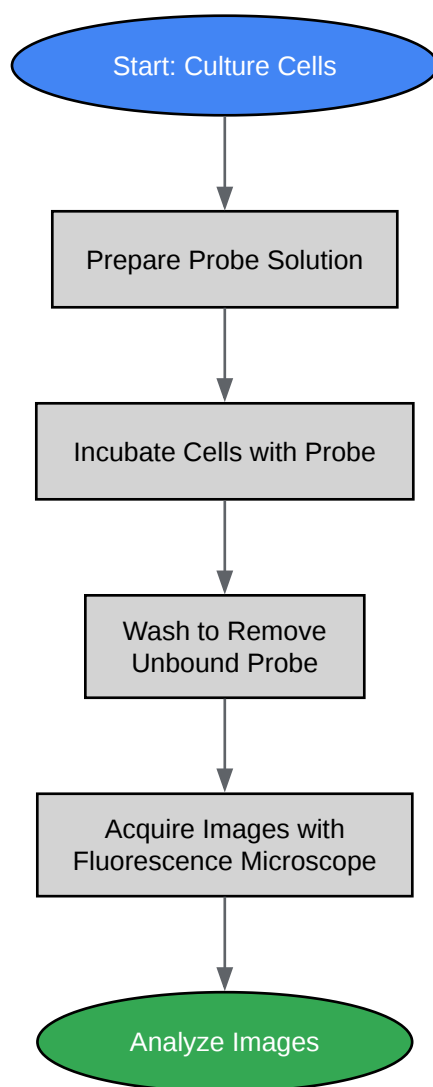 Start: Culture Cells
Prepare Probe Solution
Incubate Cells with Probe
Wash to Remove
Unbound Probe
Acquire Images with
Fluorescence Microscope
Analyze Images